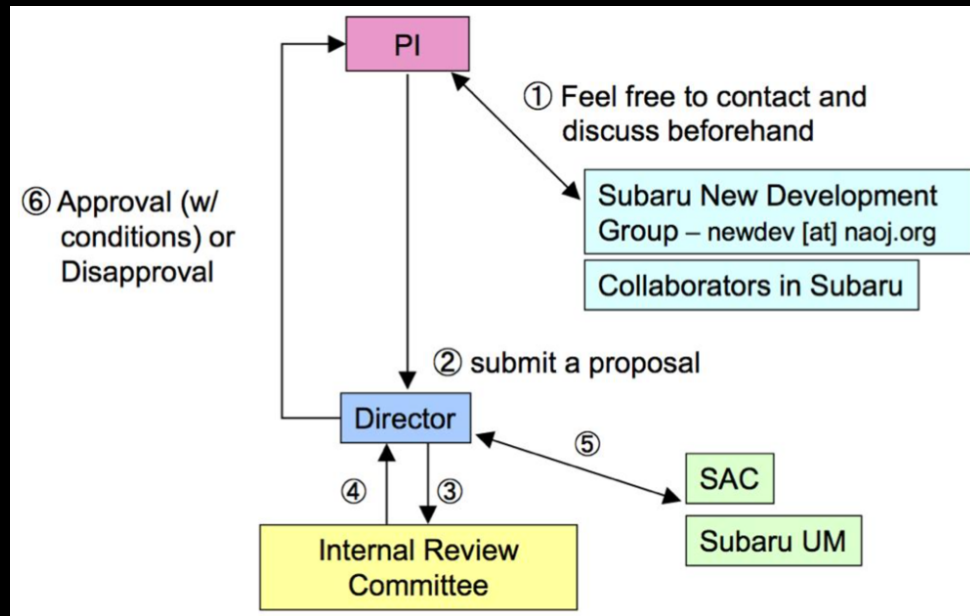 PI
① Feel free to contact and
discuss beforehand
Subaru New Development
Group – newdev [at] naoj.org
Collaborators in Subaru
⑥ Approval (w/
conditions) or
Disapproval
② submit a proposal
Director
⑤
④
③
SAC
Subaru UM
Internal Review
Committee